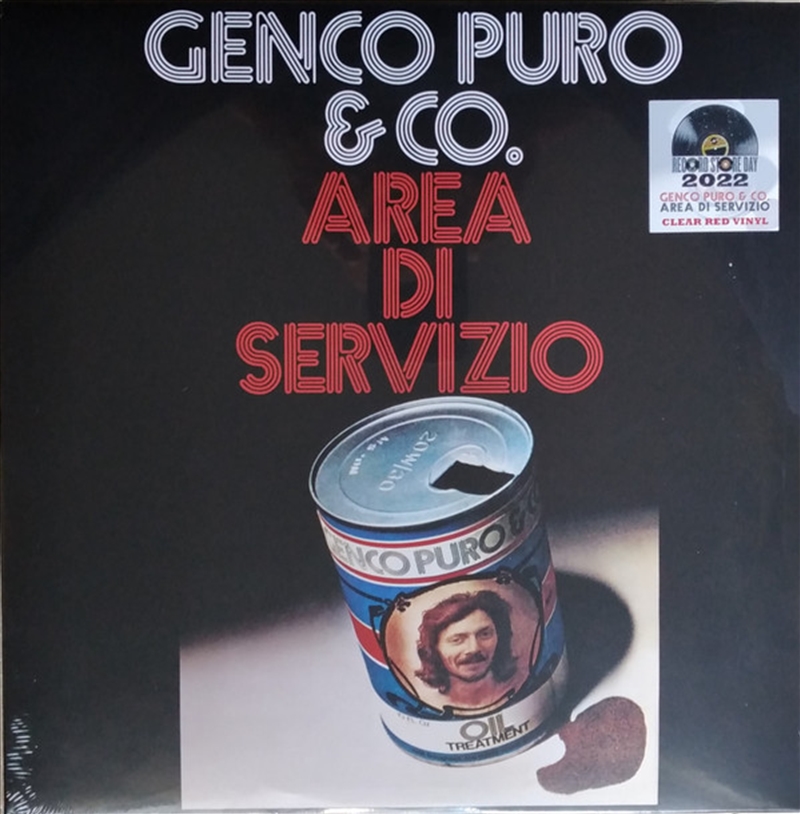 GENCO PURO
& CO.
AREA
DI
SERVIZIO
RECORD STORE DAY
2022
GENCO PURO & CO.
AREA DI SERVIZIO
CLEAR RED VINYL
20W/30
GENCO PURO & C
OIL
TREATMENT